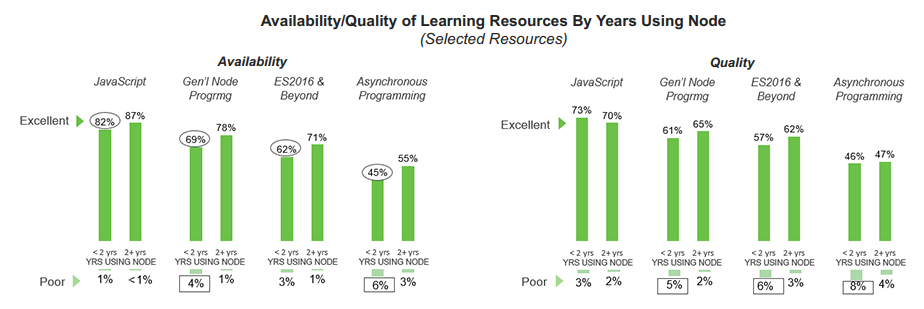 Availability/Quality of Learning Resources By Years Using Node
(Selected Resources)
Availability
JavaScript
Gen'l Node
Progrmg
ES2016 &
Beyond
Asynchronous
Programming
Excellent
82% 87%
69% 78%
62% 71%
45% 55%
< 2 yrs 2+ yrs
YRS USING NODE
< 2 yrs 2+ yrs
YRS USING NODE
< 2 yrs 2+ yrs
YRS USING NODE
< 2 yrs 2+ yrs
YRS USING NODE
Poor
1% <1%
4% 1%
3% 1%
6% 3%
Quality
JavaScript
Gen'l Node
Progrmg
ES2016 &
Beyond
Asynchronous
Programming
Excellent
73% 70%
61% 65%
57% 62%
46% 47%
< 2 yrs 2+ yrs
YRS USING NODE
< 2 yrs 2+ yrs
YRS USING NODE
< 2 yrs 2+ yrs
YRS USING NODE
< 2 yrs 2+ yrs
YRS USING NODE
Poor
3% 2%
5% 2%
6% 3%
8% 4%